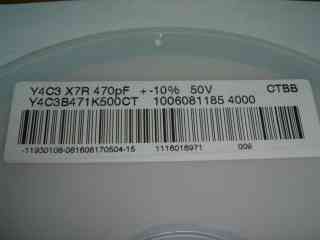 Y4C3 X7R 470pF +-10% 50V CTBB
Y4C3B471K500CT 1006081185 4000
-11930108-081608170504-15 1116018971 009